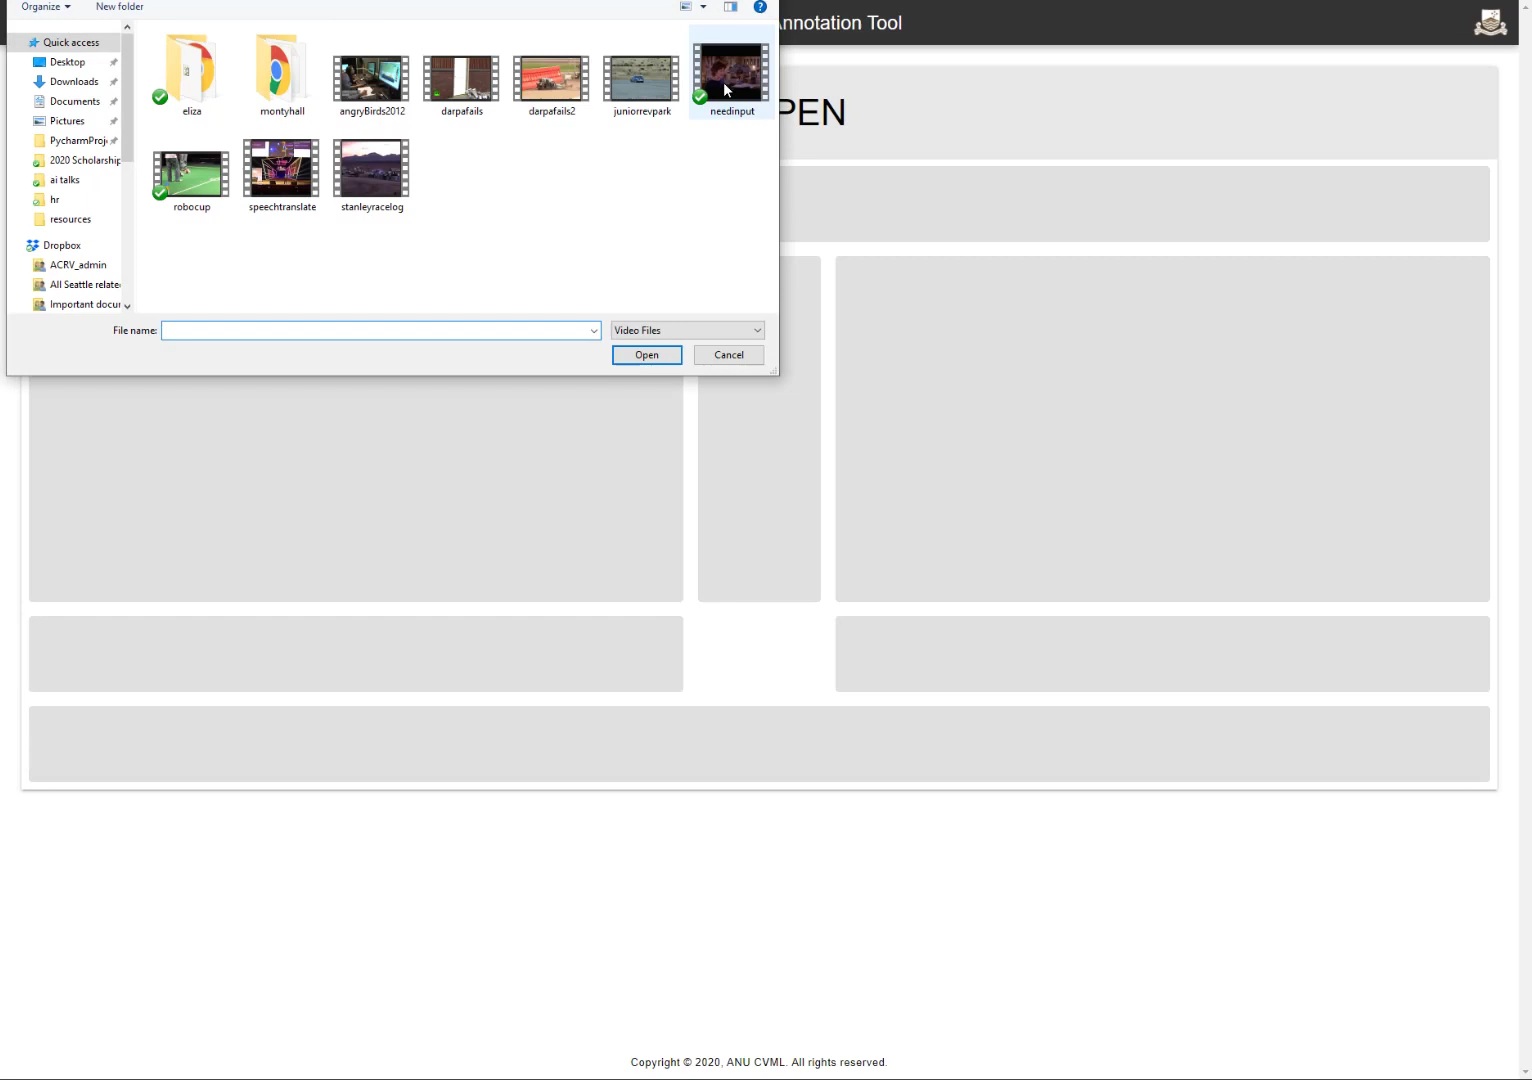 Organize
New folder
Annotation Tool
Quick access
Desktop
Downloads
Documents
Pictures
PycharmProj
2020 Scholarship
ai talks
hr
resources
Dropbox
ACRV_admin
All Seattle relate
Important docur
eliza
montyhall
angryBirds2012
darpafails
darpafails2
juniorrevpark
needinput
PEN
robocup
speechtranslate
stanleyracelog
File name:
Video Files
Open
Cancel
Copyright © 2020, ANU CVML. All rights reserved.